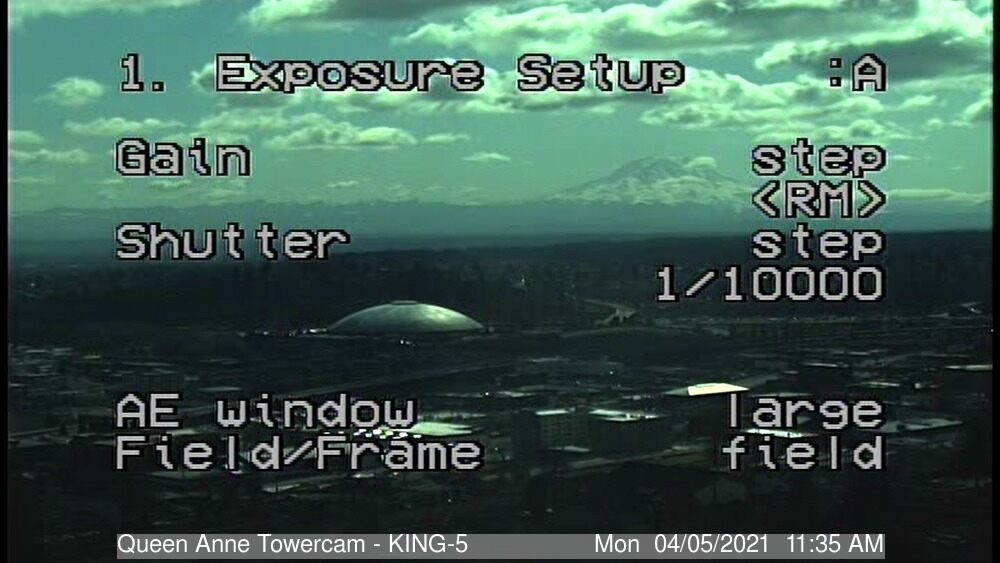 1. Exposure Setup :A
Gain step
<RM>
Shutter step
1/10000
AE window large
Field/Frame field
Queen Anne Towercam - KING-5 Mon 04/05/2021 11:35 AM